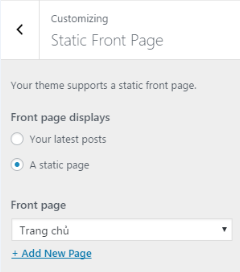 Customizing
Static Front Page
Your theme supports a static front page.
Front page displays
Your latest posts
A static page
Front page
Trang chủ
+ Add New Page